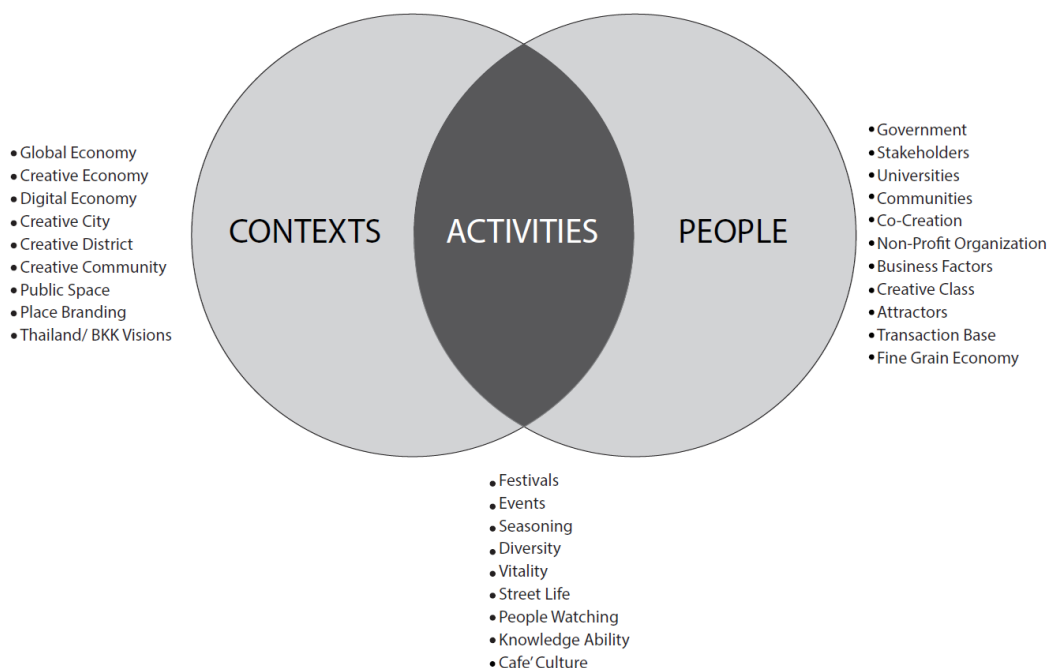 • Global Economy
• Creative Economy
• Digital Economy
• Creative City
• Creative District
• Creative Community
• Public Space
• Place Branding
• Thailand/ BKK Visions
CONTEXTS
ACTIVITIES
PEOPLE
• Government
• Stakeholders
• Universities
• Communities
• Co-Creation
• Non-Profit Organization
• Business Factors
• Creative Class
• Attractors
• Transaction Base
• Fine Grain Economy
• Festivals
• Events
• Seasoning
• Diversity
• Vitality
• Street Life
• People Watching
• Knowledge Ability
• Cafe’ Culture